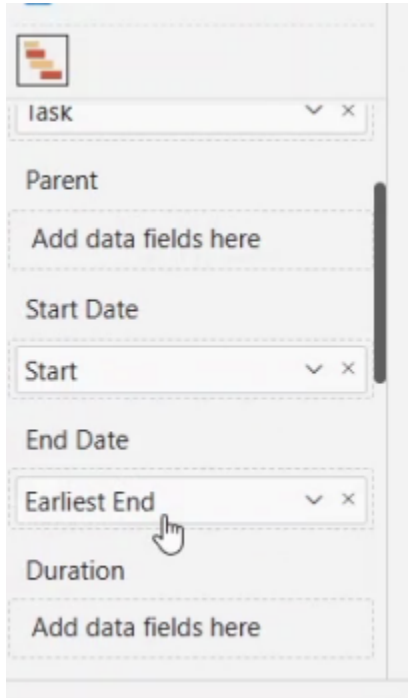 Task
Parent
Add data fields here
Start Date
Start
End Date
Earliest End
Duration
Add data fields here